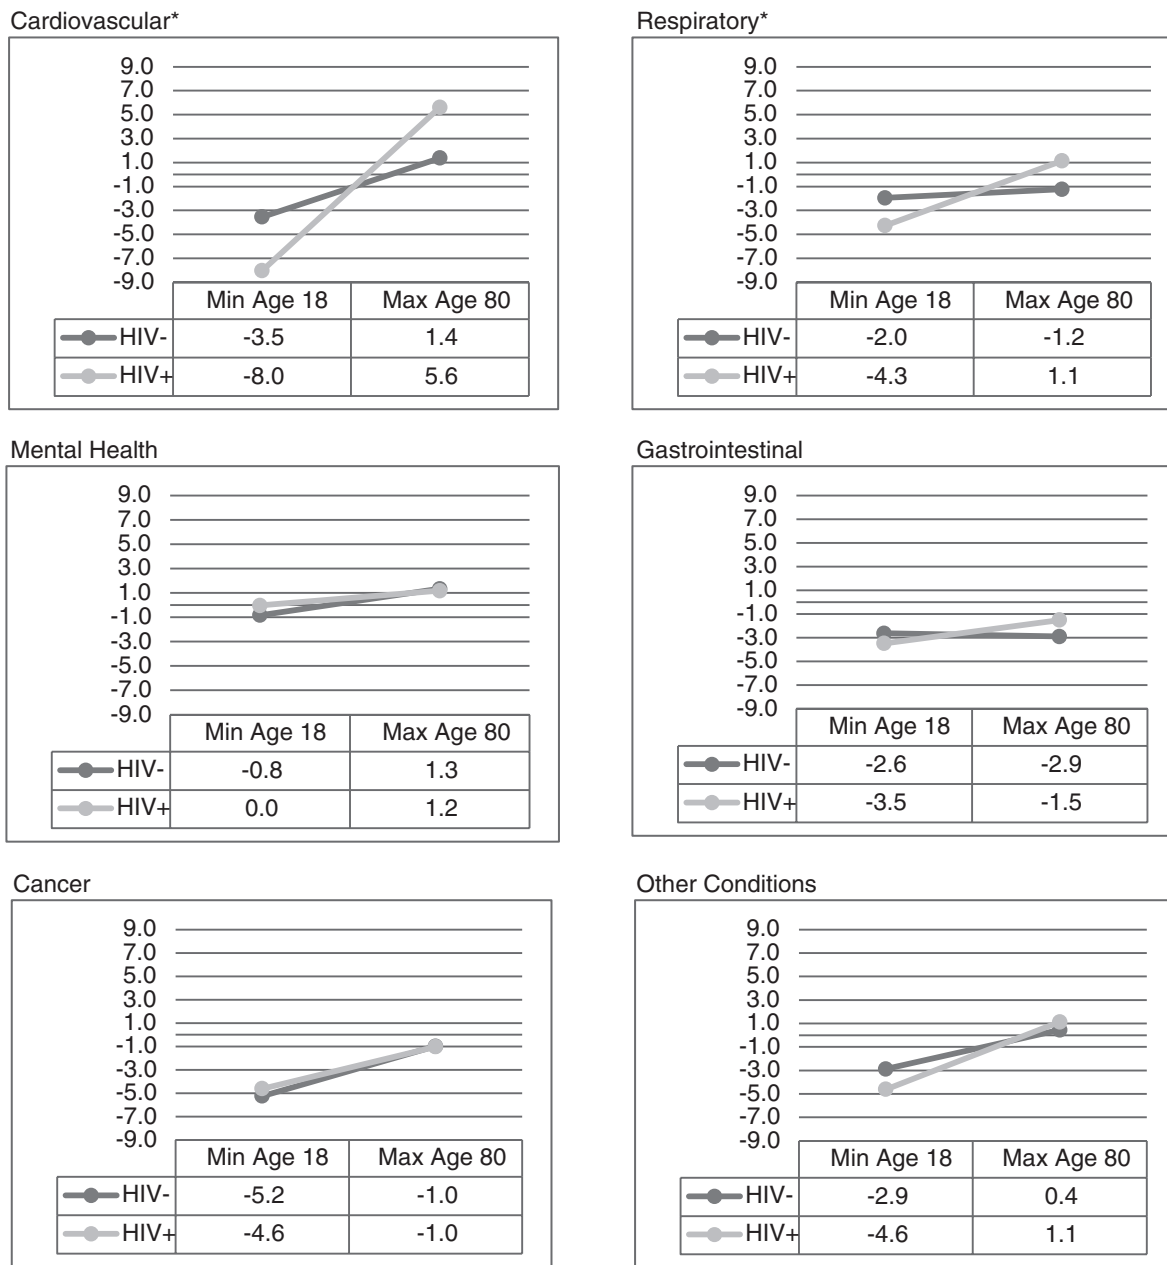 Cardiovascular*
9.0
7.0
5.0
3.0
1.0
-1.0
-3.0
-5.0
-7.0
-9.0
Min Age 18 Max Age 80
HIV- -3.5 1.4
HIV+ -8.0 5.6
Respiratory*
9.0
7.0
5.0
3.0
1.0
-1.0
-3.0
-5.0
-7.0
-9.0
Min Age 18 Max Age 80
HIV- -2.0 -1.2
HIV+ -4.3 1.1
Mental Health
9.0
7.0
5.0
3.0
1.0
-1.0
-3.0
-5.0
-7.0
-9.0
Min Age 18 Max Age 80
HIV- -0.8 1.3
HIV+ 0.0 1.2
Gastrointestinal
9.0
7.0
5.0
3.0
1.0
-1.0
-3.0
-5.0
-7.0
-9.0
Min Age 18 Max Age 80
HIV- -2.6 -2.9
HIV+ -3.5 -1.5
Cancer
9.0
7.0
5.0
3.0
1.0
-1.0
-3.0
-5.0
-7.0
-9.0
Min Age 18 Max Age 80
HIV- -5.2 -1.0
HIV+ -4.6 -1.0
Other Conditions
9.0
7.0
5.0
3.0
1.0
-1.0
-3.0
-5.0
-7.0
-9.0
Min Age 18 Max Age 80
HIV- -2.9 0.4
HIV+ -4.6 1.1